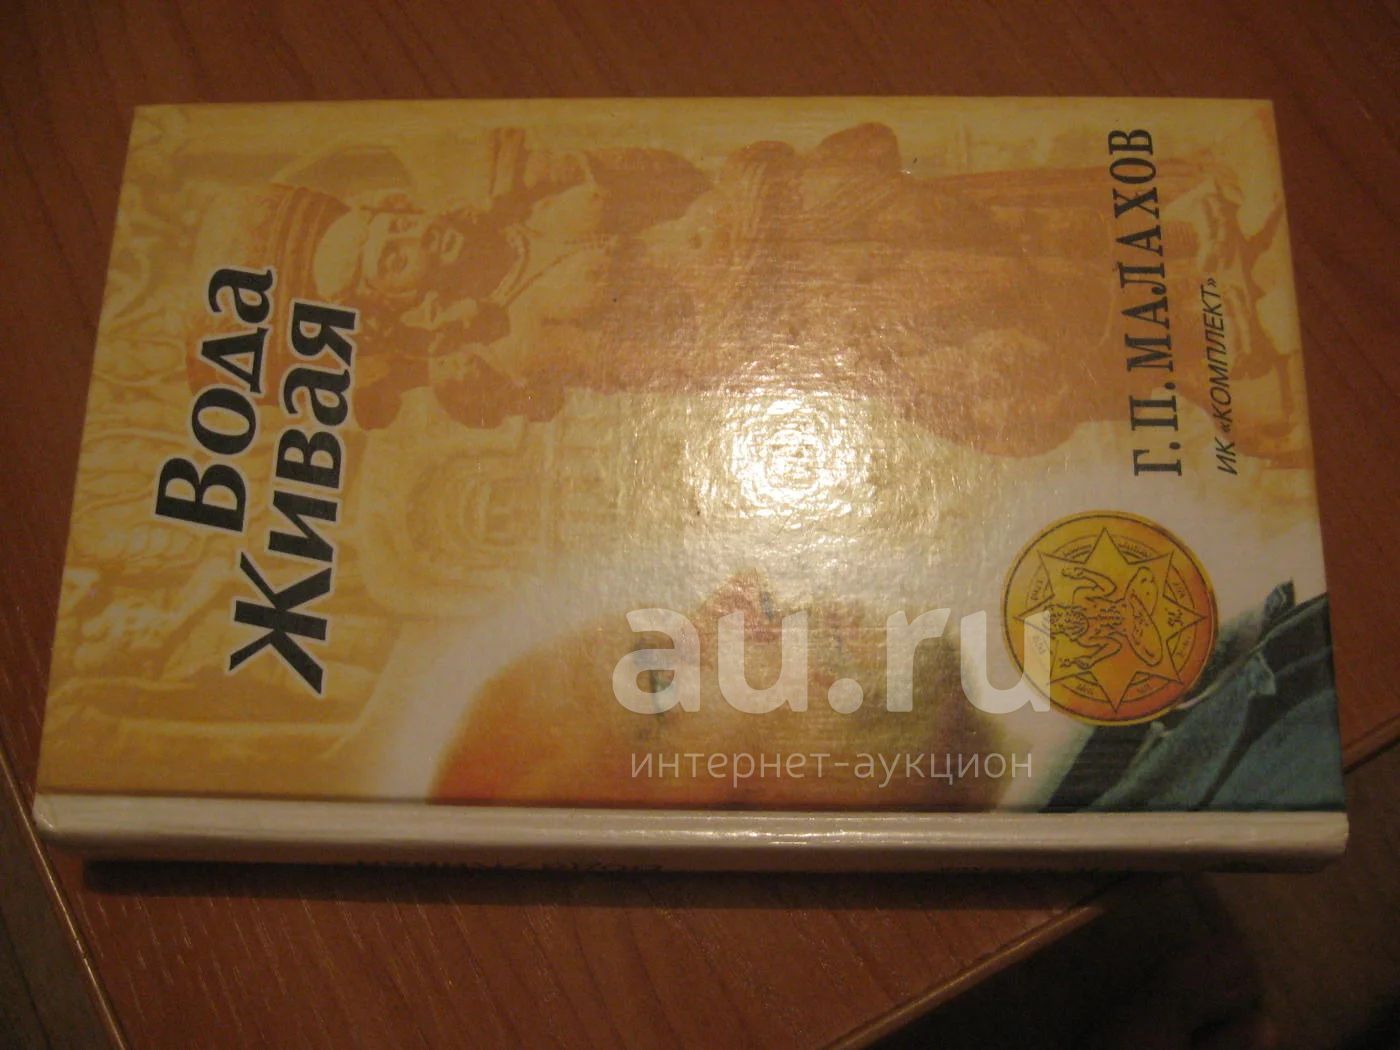 Вода
Живая
Г.П. МАЛАХОВ
ИК «КОМПЛЕКТ»
au.ru
интернет-аукцион